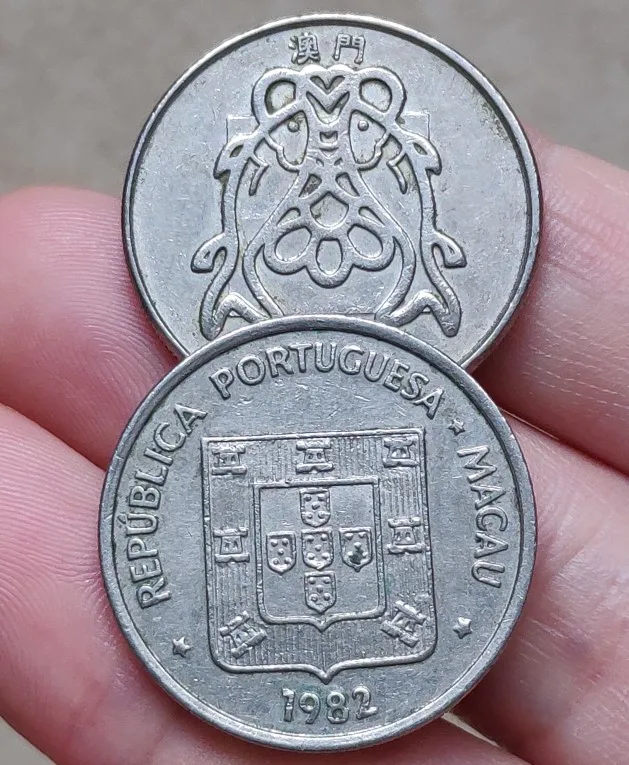 澳門
REPÚBLICA PORTUGUESA ★ MACAU
1982